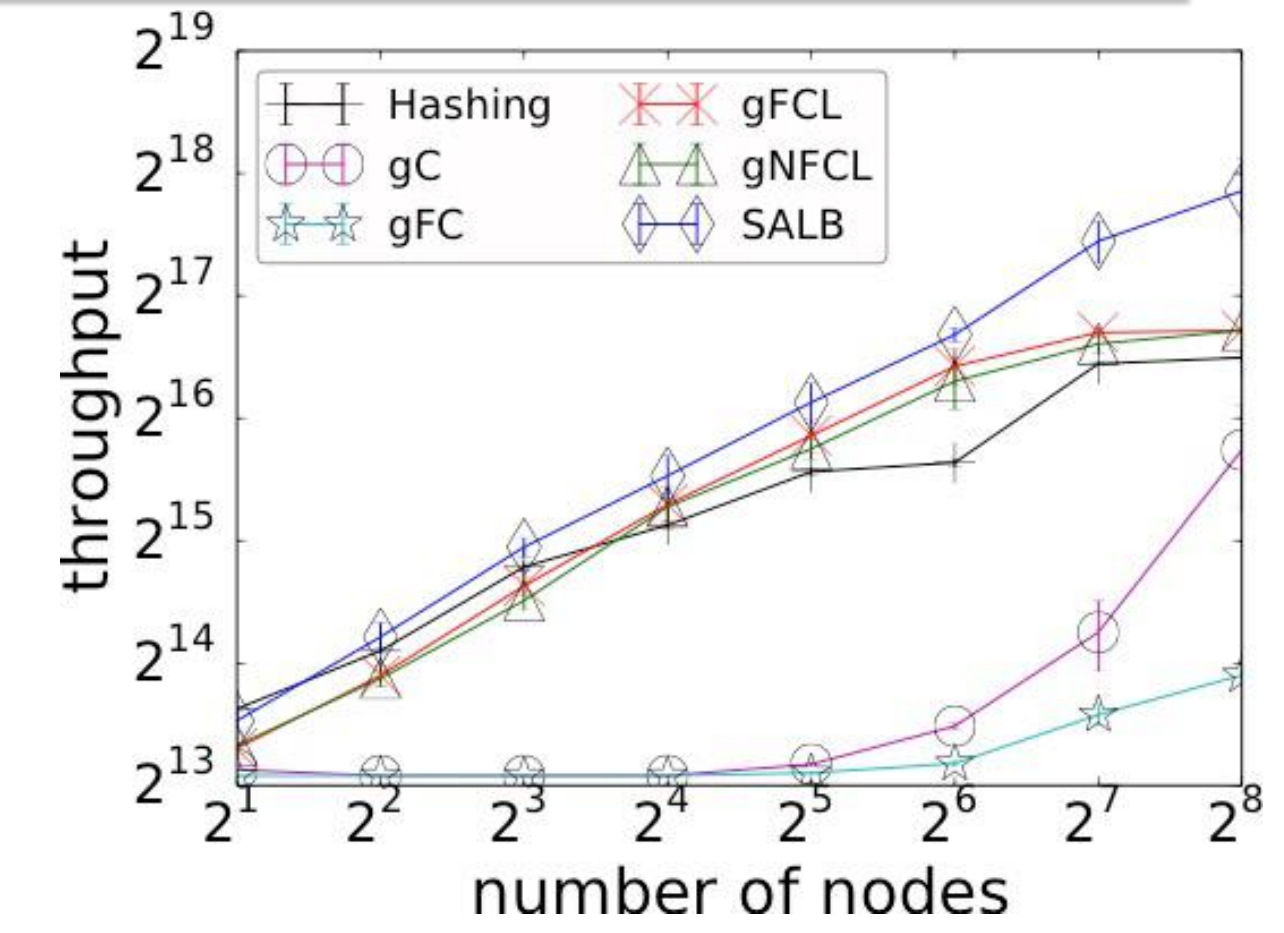 2^19
2^18
2^17
2^16
2^15
2^14
2^13
throughput
Hashing
gC
gFC
gFCL
gNFCL
SALB
2^1 2^2 2^3 2^4 2^5 2^6 2^7 2^8
number of nodes